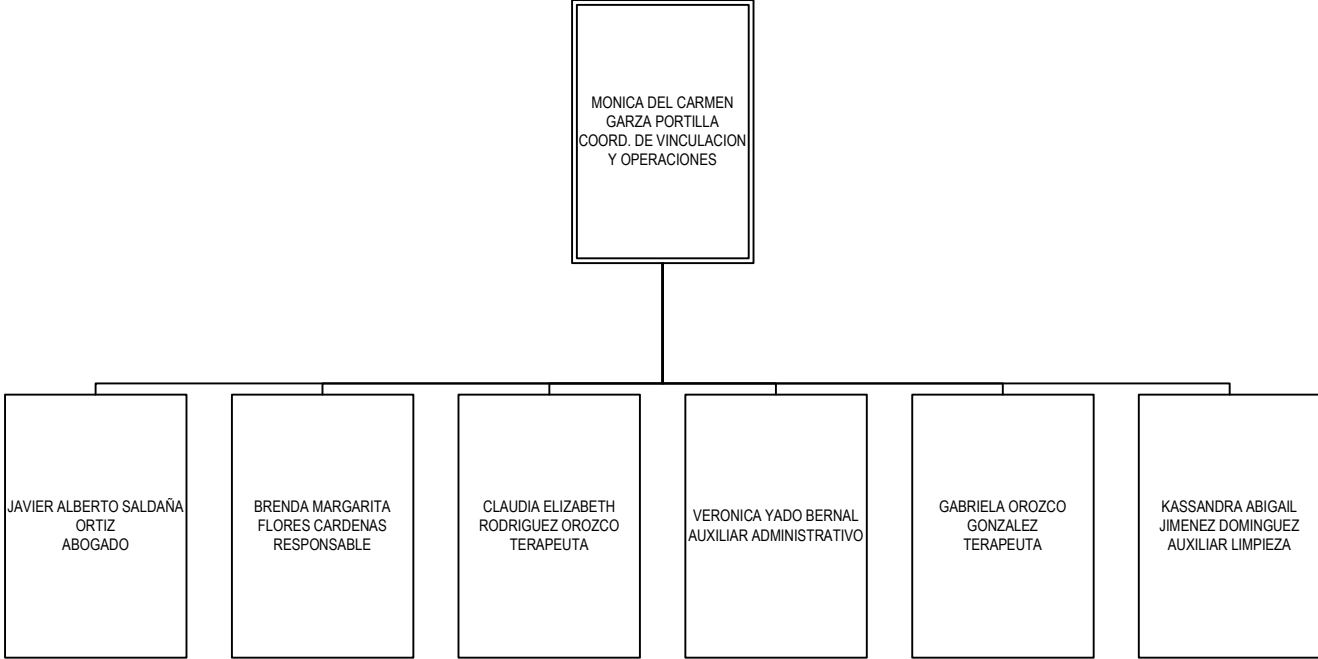 MONICA DEL CARMEN
GARZA PORTILLA
COORD. DE VINCULACION
Y OPERACIONES
JAVIER ALBERTO SALDAÑA
ORTIZ
ABOGADO
BRENDA MARGARITA
FLORES CARDENAS
RESPONSABLE
CLAUDIA ELIZABETH
RODRIGUEZ OROZCO
TERAPEUTA
VERONICA YADO BERNAL
AUXILIAR ADMINISTRATIVO
GABRIELA OROZCO
GONZALEZ
TERAPEUTA
KASSANDRA ABIGAIL
JIMENEZ DOMINGUEZ
AUXILIAR LIMPIEZA